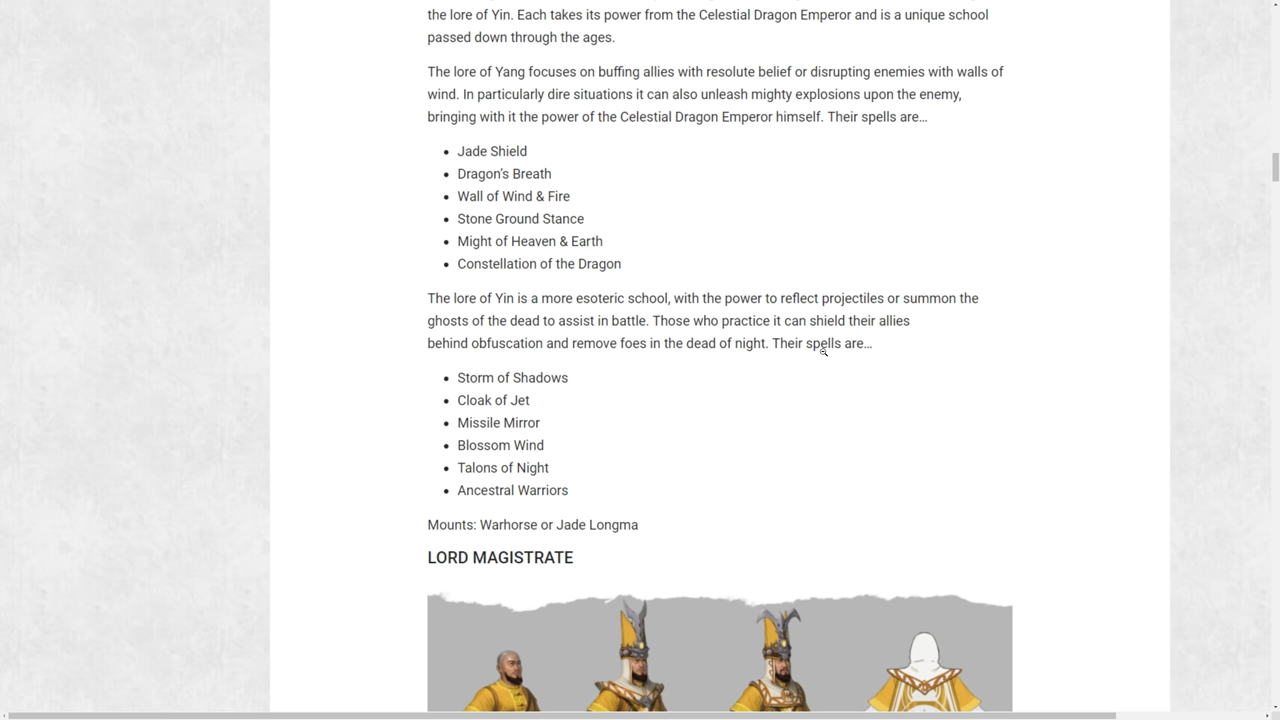 the lore of Yin. Each takes its power from the Celestial Dragon Emperor and is a unique school
passed down through the ages.
The lore of Yang focuses on buffing allies with resolute belief or disrupting enemies with walls of
wind. In particularly dire situations it can also unleash mighty explosions upon the enemy,
bringing with it the power of the Celestial Dragon Emperor himself. Their spells are…
• Jade Shield
• Dragon’s Breath
• Wall of Wind & Fire
• Stone Ground Stance
• Might of Heaven & Earth
• Constellation of the Dragon
The lore of Yin is a more esoteric school, with the power to reflect projectiles or summon the
ghosts of the dead to assist in battle. Those who practice it can shield their allies
behind obfuscation and remove foes in the dead of night. Their spells are…
• Storm of Shadows
• Cloak of Jet
• Missile Mirror
• Blossom Wind
• Talons of Night
• Ancestral Warriors
Mounts: Warhorse or Jade Longma
LORD MAGISTRATE